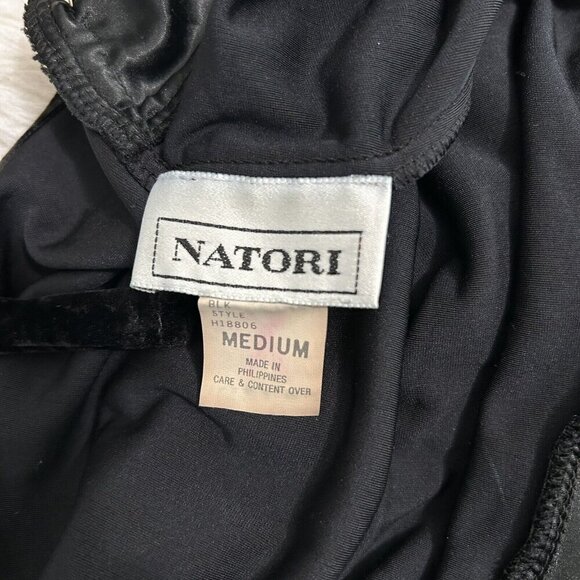 NATORI
BLK
STYLE
H18806
MEDIUM
MADE IN
PHILIPPINES
CARE & CONTENT OVER